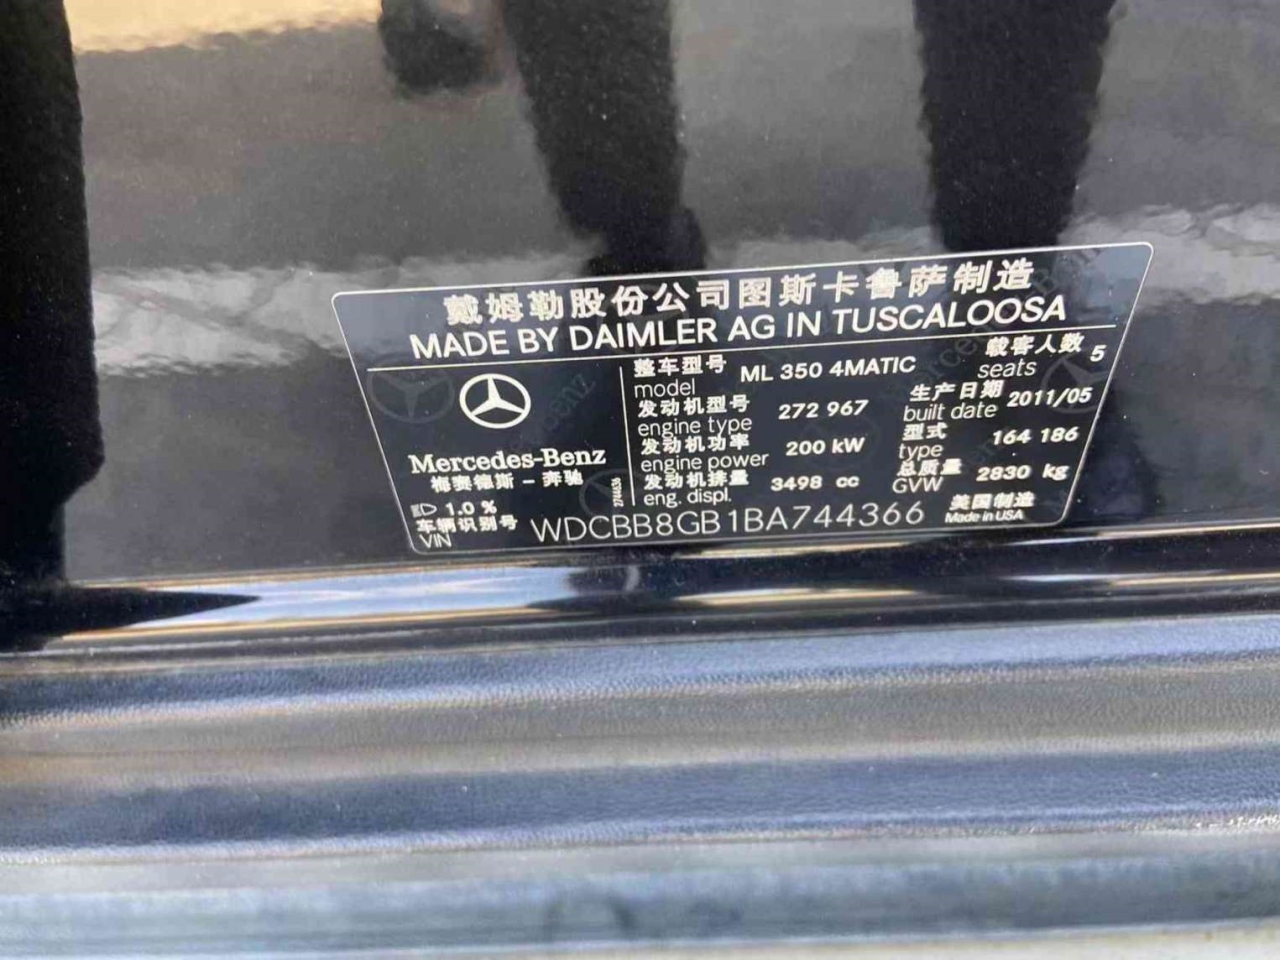 戴姆勒股份公司图斯卡鲁萨制造
MADE BY DAIMLER AG IN TUSCALOOSA
Mercedes-Benz
梅赛德斯-奔驰
1.0 %
2744636
整车型号 model ML 350 4MATIC
载客人数 seats 5
发动机型号 engine type 272 967
生产日期 built date 2011/05
发动机功率 engine power 200 kW
型式 type 164 186
发动机排量 eng. displ. 3498 cc
总质量 GVW 2830 kg
车辆识别号 VIN WDCBB8GB1BA744366
美国制造
Made in USA